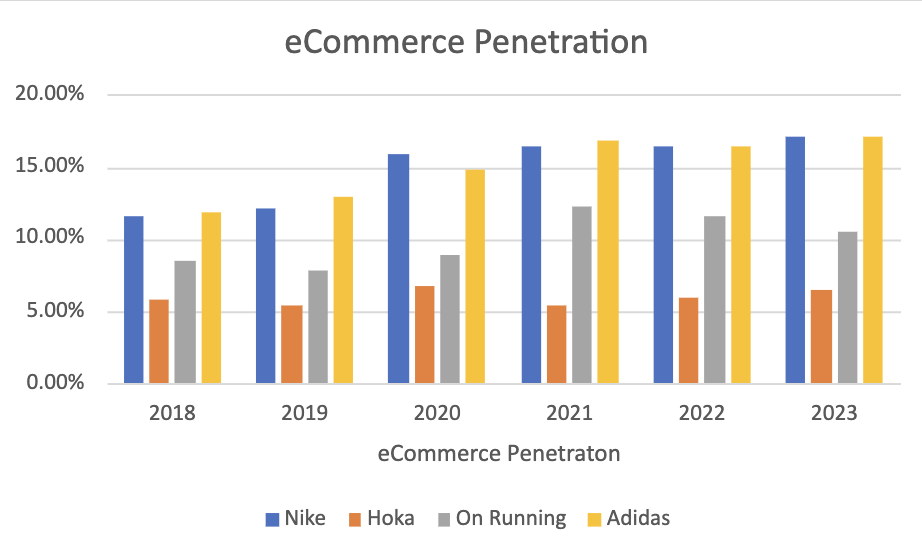 eCommerce Penetration
20.00%
15.00%
10.00%
5.00%
0.00%
2018 2019 2020 2021 2022 2023
eCommerce Penetraton
Nike Hoka On Running Adidas